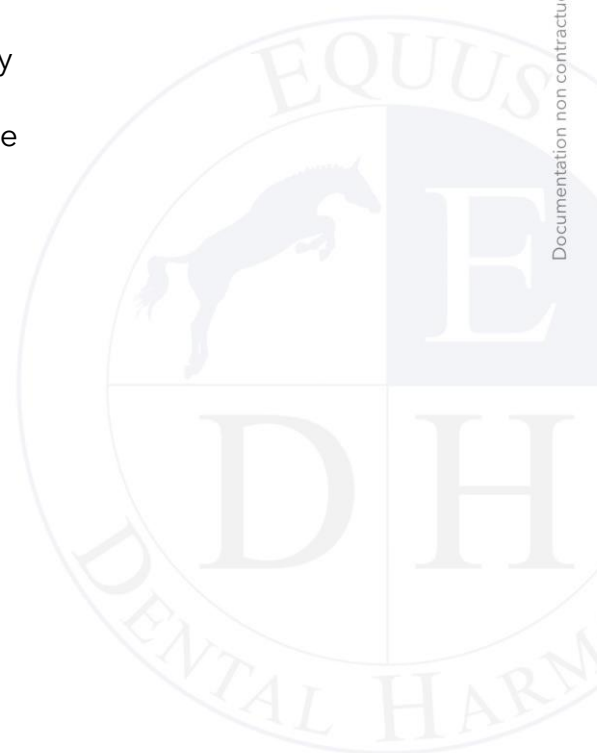 y
e
Documentation non contractu
EQUUS
E
D H
DENTAL HARM